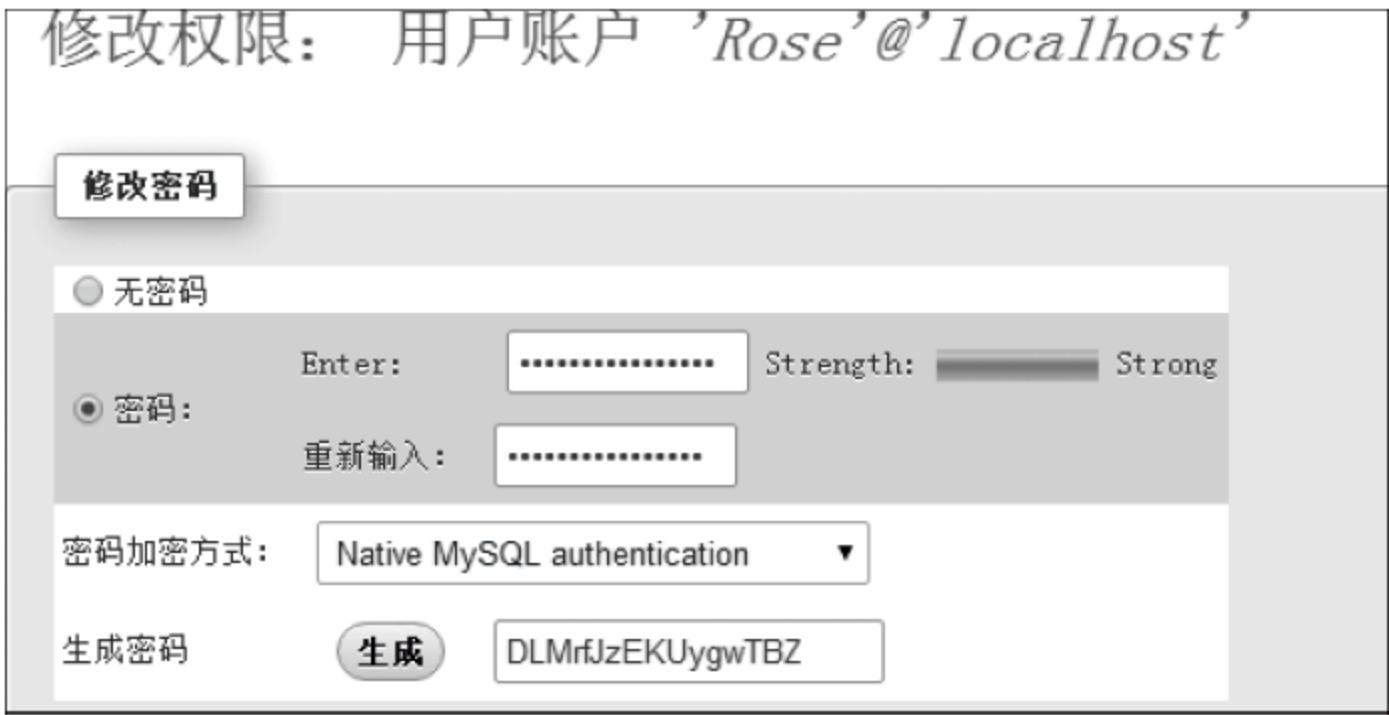 修改权限: 用户账户 'Rose'@'localhost'
修改密码
无密码
Enter: •••••••••••••••• Strength: Strong
密码:
重新输入: ••••••••••••••••
密码加密方式: Native MySQL authentication
生成密码 生成 DLMrfJzEKUygwTBZ